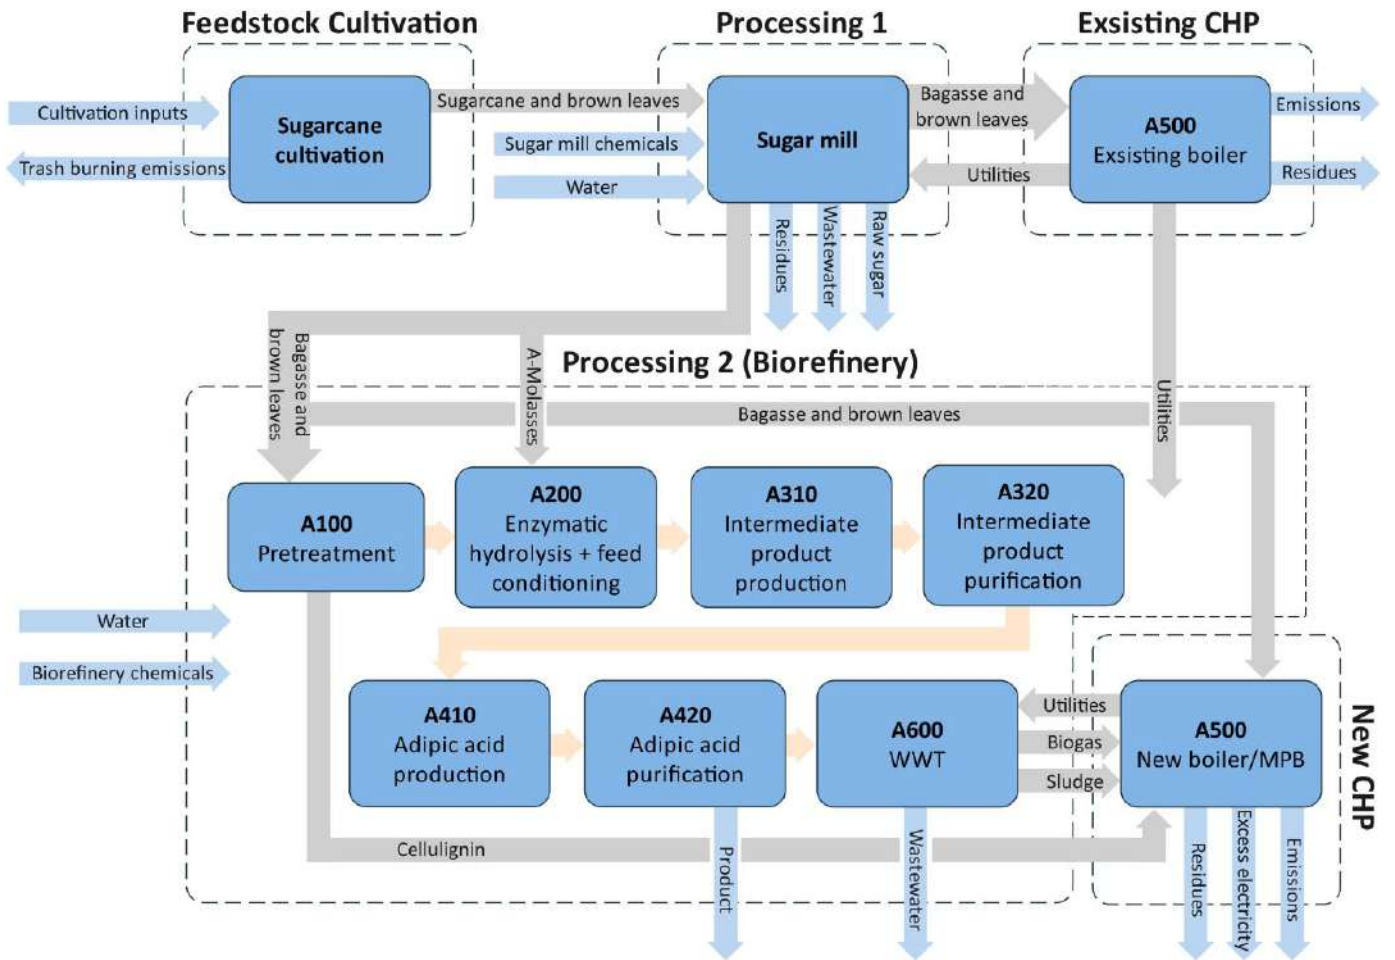 Feedstock Cultivation
Processing 1
Exsisting CHP
Cultivation inputs
Trash burning emissions
Sugarcane
cultivation
Sugarcane and brown leaves
Sugar mill chemicals
Water
Sugar mill
Bagasse and
brown leaves
Utilities
A500
Exsisting boiler
Emissions
Residues
Residues
Wastewater
Raw sugar
Bagasse and
brown leaves
A-Molasses
Processing 2 (Biorefinery)
Bagasse and brown leaves
Utilities
A100
Pretreatment
A200
Enzymatic
hydrolysis + feed
conditioning
A310
Intermediate
product
production
A320
Intermediate
product
purification
Water
Biorefinery chemicals
A410
Adipic acid
production
A420
Adipic acid
purification
A600
WWT
Utilities
Biogas
Sludge
A500
New boiler/MPB
New CHP
Cellulignin
Product
Wastewater
Residues
Excess electricity
Emissions